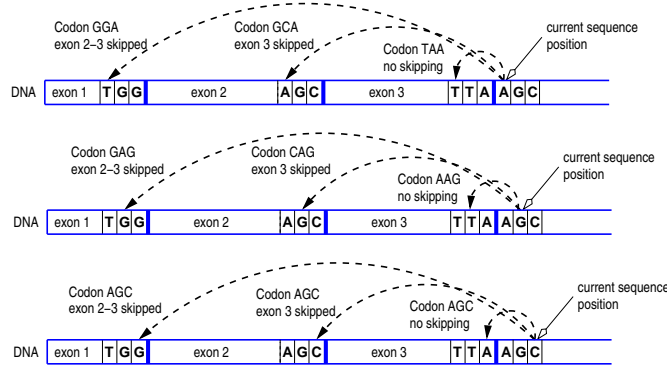 Codon GGA
exon 2–3 skipped
Codon GCA
exon 3 skipped
Codon TAA
no skipping
current sequence
position
DNA exon 1 T G G exon 2 A G C exon 3 T T A A G C
Codon GAG
exon 2–3 skipped
Codon CAG
exon 3 skipped
Codon AAG
no skipping
current sequence
position
DNA exon 1 T G G exon 2 A G C exon 3 T T A A G C
Codon AGC
exon 2–3 skipped
Codon AGC
exon 3 skipped
Codon AGC
no skipping
current sequence
position
DNA exon 1 T G G exon 2 A G C exon 3 T T A A G C